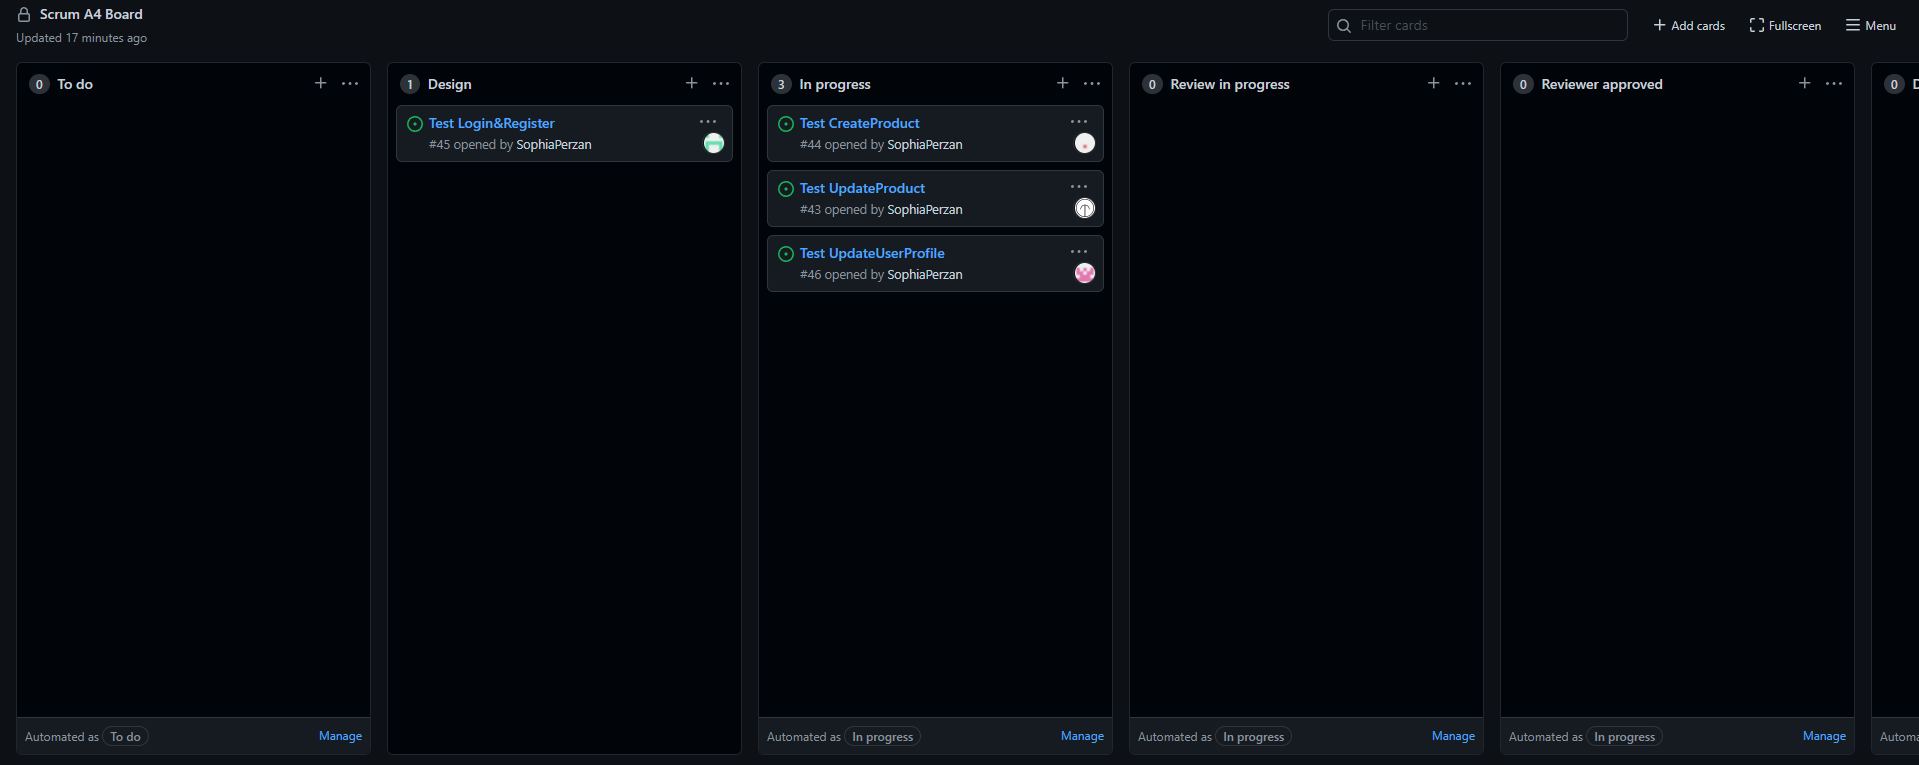 Scrum A4 Board
Updated 17 minutes ago
Filter cards
Add cards
Fullscreen
Menu
0 To do
Automated as To do
Manage
1 Design
Test Login&Register
#45 opened by SophiaPerzan
3 In progress
Test CreateProduct
#44 opened by SophiaPerzan
Test UpdateProduct
#43 opened by SophiaPerzan
Test UpdateUserProfile
#46 opened by SophiaPerzan
Automated as In progress
Manage
0 Review in progress
Automated as In progress
Manage
0 Reviewer approved
Automated as In progress
Manage
0